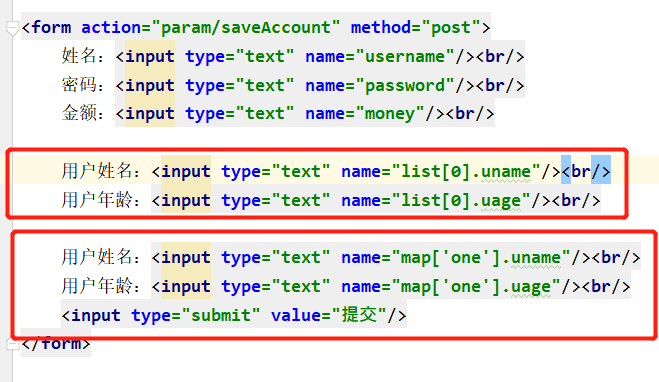 <form action="param/saveAccount" method="post">
姓名：<input type="text" name="username"/><br/>
密码：<input type="text" name="password"/><br/>
金额：<input type="text" name="money"/><br/>
用户姓名：<input type="text" name="list[0].uname"/><br/>
用户年龄：<input type="text" name="list[0].uage"/><br/>
用户姓名：<input type="text" name="map['one'].uname"/><br/>
用户年龄：<input type="text" name="map['one'].uage"/><br/>
<input type="submit" value="提交"/>
</form>